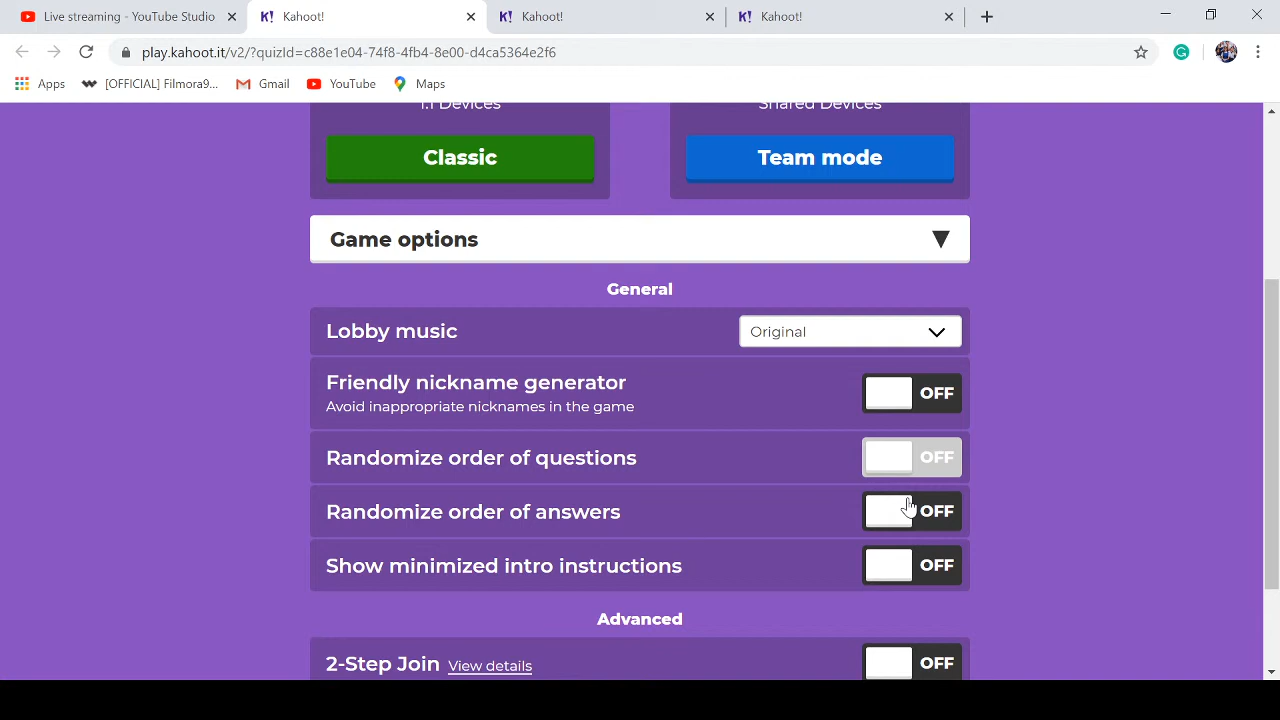 Live streaming - YouTube Studio
K! Kahoot!
K! Kahoot!
K! Kahoot!
play.kahoot.it/v2/?quizId=c88e1e04-74f8-4fb4-8e00-d4ca5364e2f6
Apps
[OFFICIAL] Filmora9...
Gmail
YouTube
Maps
1:1 Devices
Shared Devices
Classic
Team mode
Game options
General
Lobby music
Original
Friendly nickname generator
OFF
Avoid inappropriate nicknames in the game
Randomize order of questions
OFF
Randomize order of answers
OFF
Show minimized intro instructions
OFF
Advanced
2-Step Join View details
OFF